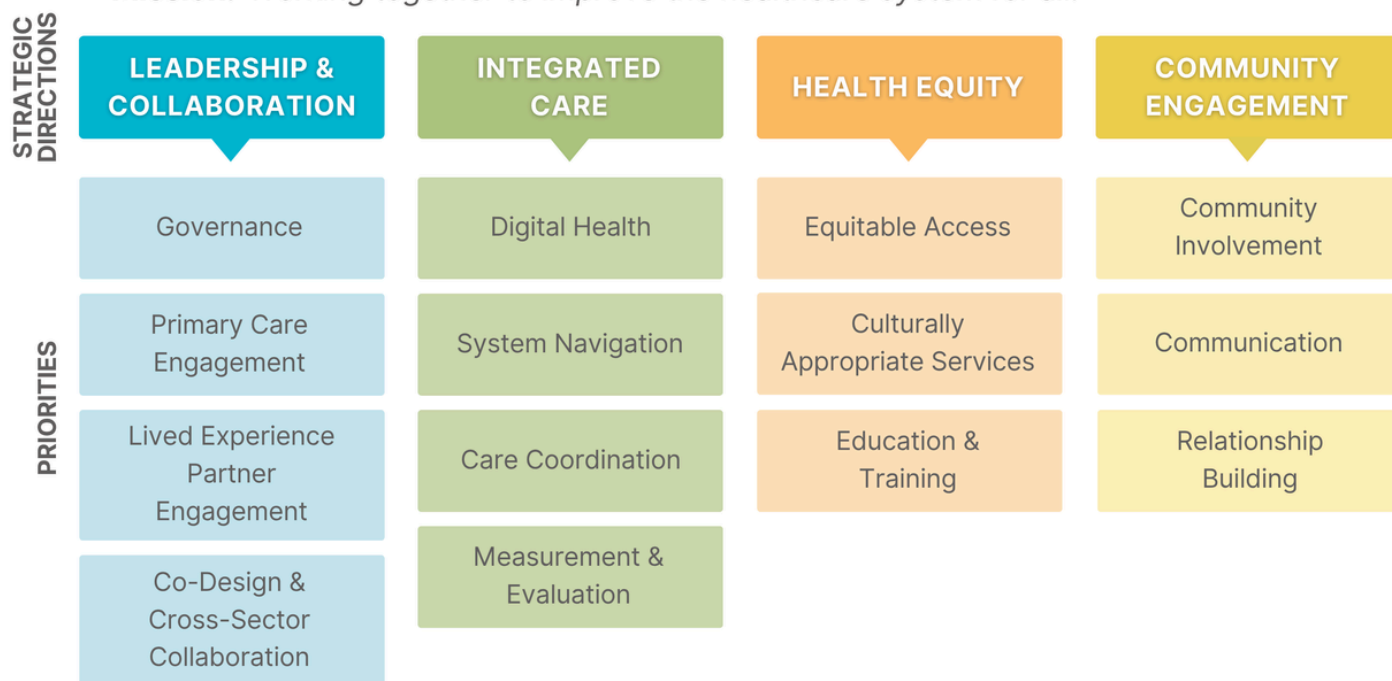 STRATEGIC
DIRECTIONS
LEADERSHIP &
COLLABORATION
INTEGRATED
CARE
HEALTH EQUITY
COMMUNITY
ENGAGEMENT
PRIORITIES
Governance
Digital Health
Equitable Access
Community
Involvement
Primary Care
Engagement
System Navigation
Culturally
Appropriate Services
Communication
Lived Experience
Partner
Engagement
Care Coordination
Education &
Training
Relationship
Building
Co-Design &
Cross-Sector
Collaboration
Measurement &
Evaluation